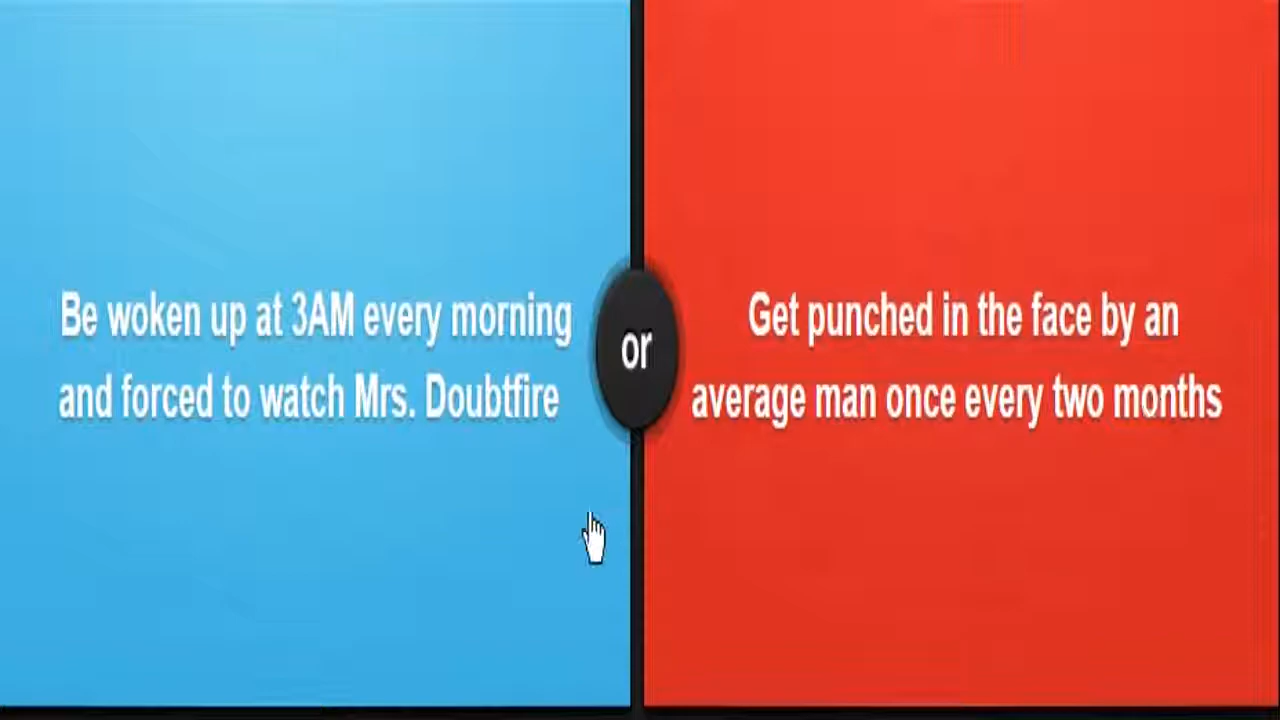 Be woken up at 3AM every morning
and forced to watch Mrs. Doubtfire
or
Get punched in the face by an
average man once every two months